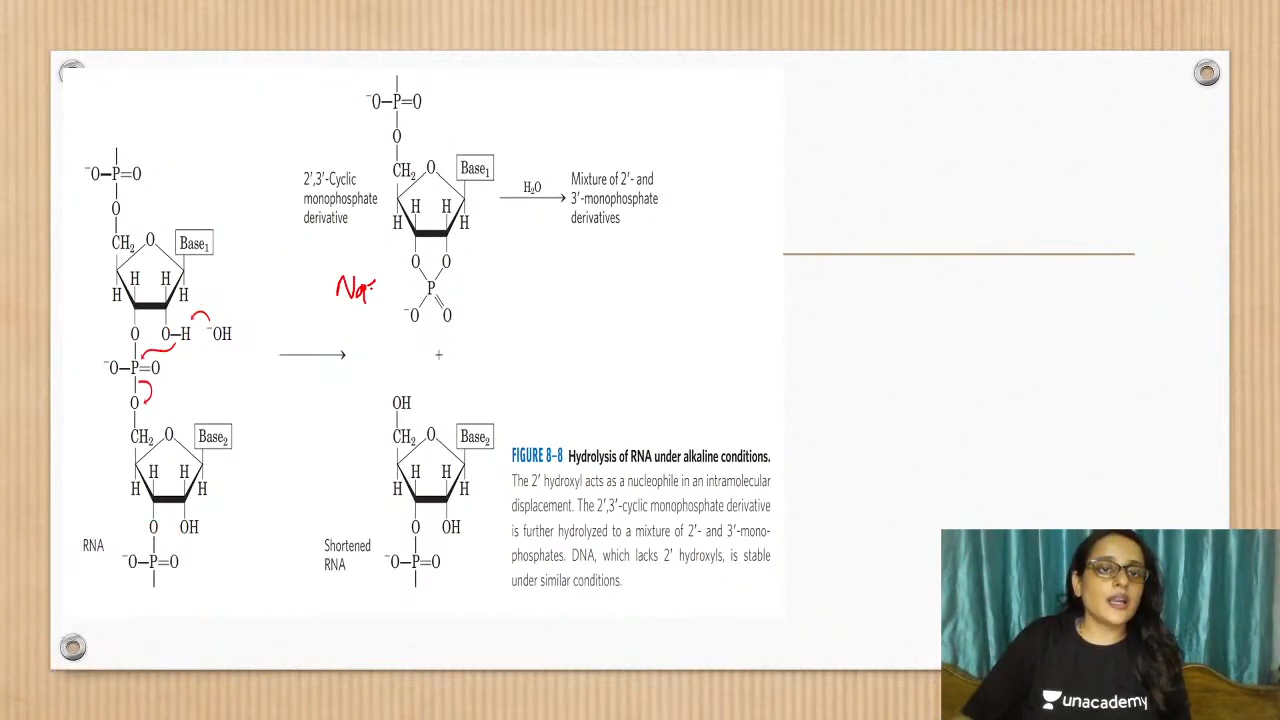 ⁻O–P=O
O
CH₂ O Base₁
H H
H H
O O–H ⁻OH
⁻O–P=O
O
CH₂ O Base₂
H H
H H
O OH
⁻O–P=O
RNA
⁻O–P=O
O
CH₂ O Base₁
H H
H H
O O
P
⁻O O
2′,3′-Cyclic
monophosphate
derivative
H₂O
Mixture of 2′- and
3′-monophosphate
derivatives
+
OH
CH₂ O Base₂
H H
H H
O OH
⁻O–P=O
Shortened
RNA
FIGURE 8–8 Hydrolysis of RNA under alkaline conditions.
The 2′ hydroxyl acts as a nucleophile in an intramolecular
displacement. The 2′,3′-cyclic monophosphate derivative
is further hydrolyzed to a mixture of 2′- and 3′-mono-
phosphates. DNA, which lacks 2′ hydroxyls, is stable
under similar conditions.
unacademy